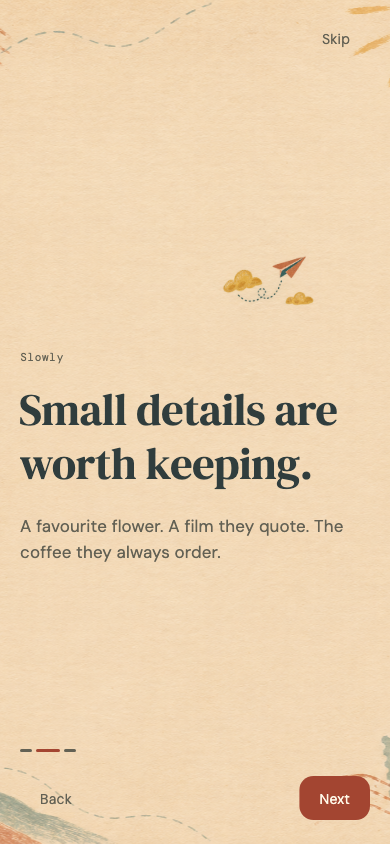 Skip
Slowly
Small details are
worth keeping.
A favourite flower. A film they quote. The
coffee they always order.
Back
Next